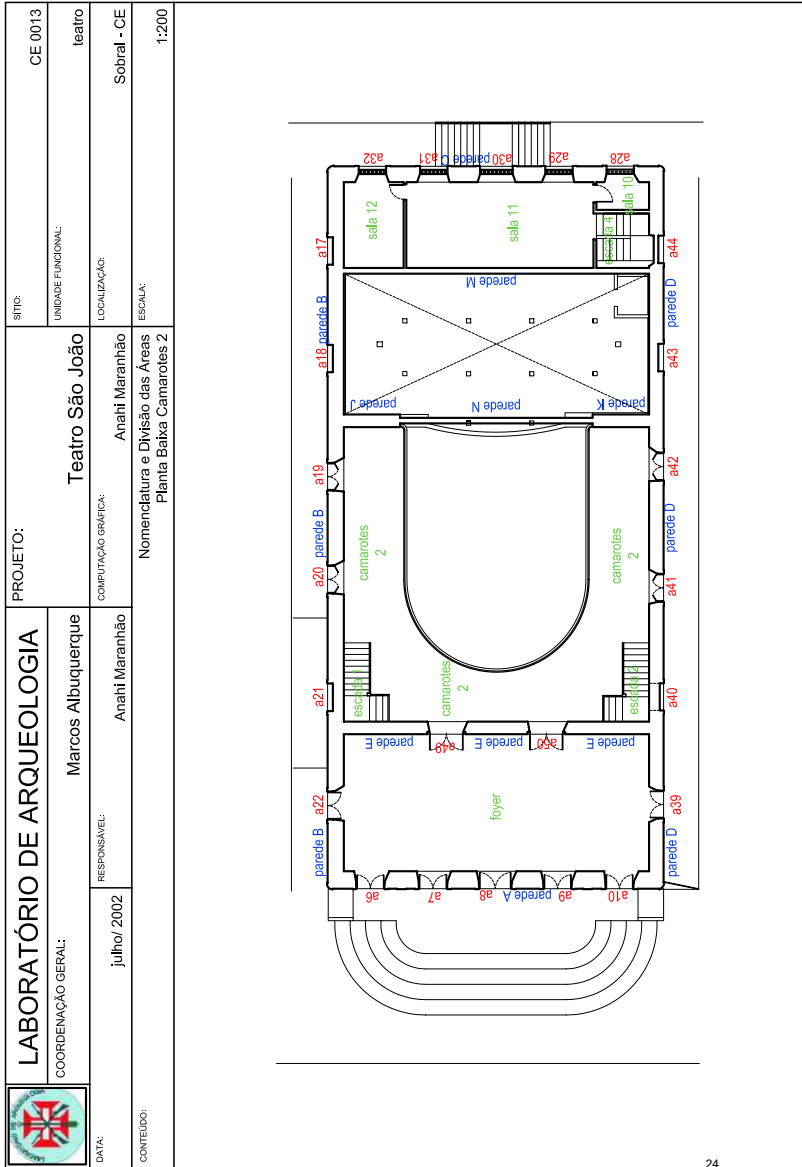 LABORATÓRIO DE ARQUEOLOGIA
COORDENAÇÃO GERAL:
Marcos Albuquerque
DATA:
julho/ 2002
RESPONSÁVEL:
Anahi Maranhão
PROJETO:
Teatro São João
COMPUTAÇÃO GRÁFICA:
Anahi Maranhão
CONTEÚDO:
Nomenclatura e Divisão das Áreas
Planta Baixa Camarotes 2
SÍTIO:
CE 0013
UNIDADE FUNCIONAL:
teatro
LOCALIZAÇÃO:
Sobral - CE
ESCALA:
1:200
a32
a31
parede C
a30
a29
a28
sala 12
sala 11
sala 10
escada 4
a17
a44
parede B
parede M
parede D
a18
a43
parede J
parede N
parede K
a19
a42
parede B
camarotes
2
camarotes
2
parede D
a20
a41
a21
escada 1
camarotes
2
escada 2
a40
parede E
a49
parede E
a50
parede E
a22
foyer
a39
parede B
parede D
a6
a7
a8
parede A
a9
a10
24